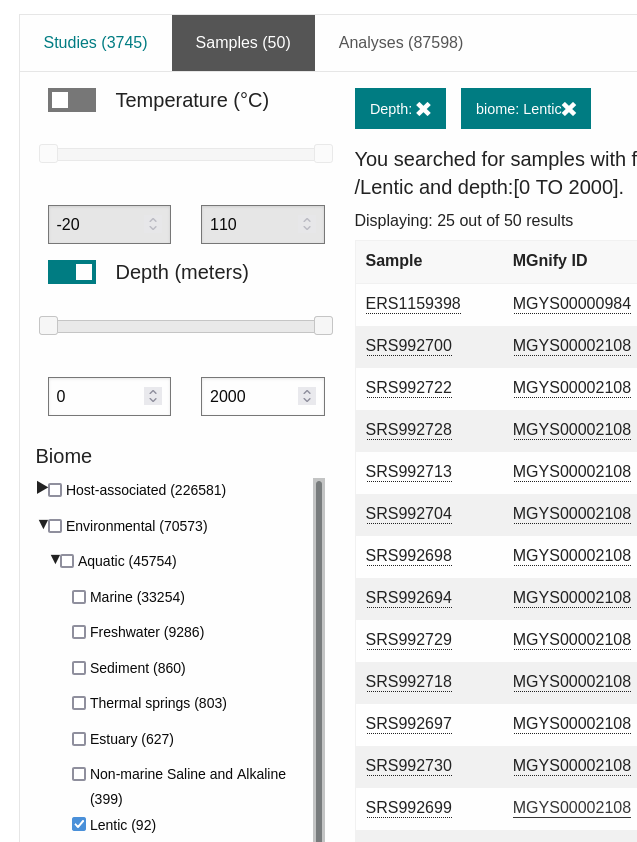 Studies (3745)
Samples (50)
Analyses (87598)
Temperature (°C)
-20
110
Depth (meters)
0
2000
Biome
Host-associated (226581)
Environmental (70573)
Aquatic (45754)
Marine (33254)
Freshwater (9286)
Sediment (860)
Thermal springs (803)
Estuary (627)
Non-marine Saline and Alkaline
(399)
Lentic (92)
Depth:
biome: Lentic
You searched for samples with f
/Lentic and depth:[0 TO 2000].
Displaying: 25 out of 50 results
Sample MGnify ID
ERS1159398 MGYS00000984
SRS992700 MGYS00002108
SRS992722 MGYS00002108
SRS992728 MGYS00002108
SRS992713 MGYS00002108
SRS992704 MGYS00002108
SRS992698 MGYS00002108
SRS992694 MGYS00002108
SRS992729 MGYS00002108
SRS992718 MGYS00002108
SRS992697 MGYS00002108
SRS992730 MGYS00002108
SRS992699 MGYS00002108